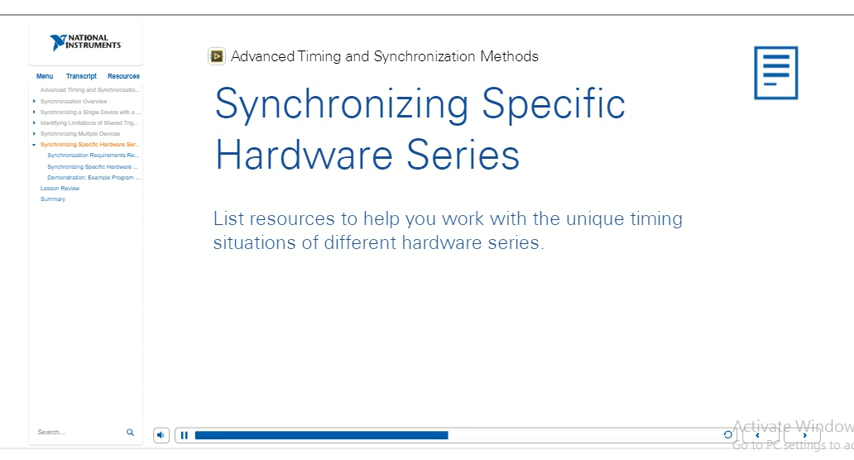 NATIONAL
INSTRUMENTS
Menu Transcript Resources
Advanced Timing and Synchronizatio...
Synchronization Overview
Synchronizing a Single Device with a ...
Identifying Limitations of Shared Trig...
Synchronizing Multiple Devices
Synchronizing Specific Hardware Ser...
Synchronization Requirements Re...
Synchronizing Specific Hardware ...
Demonstration: Example Program ...
Lesson Review
Summary
Search...
Advanced Timing and Synchronization Methods
Synchronizing Specific
Hardware Series
List resources to help you work with the unique timing
situations of different hardware series.
Activate Window
Go to PC settings to ac